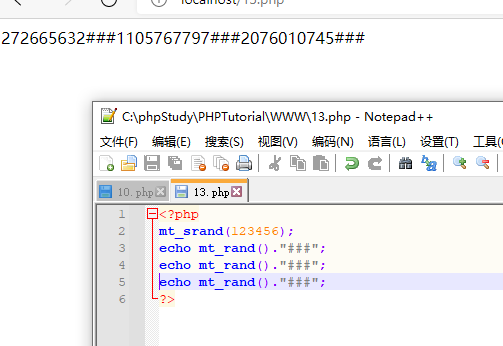 localhost/13.php
272665632###1105767797###2076010745###
C:\phpStudy\PHPTutorial\WWW\13.php - Notepad++
文件(F) 编辑(E) 搜索(S) 视图(V) 编码(N) 语言(L) 设置(T) 工具(
10.php 13.php
1 <?php
2 mt_srand(123456);
3 echo mt_rand()."###";
4 echo mt_rand()."###";
5 echo mt_rand()."###";
6 ?>